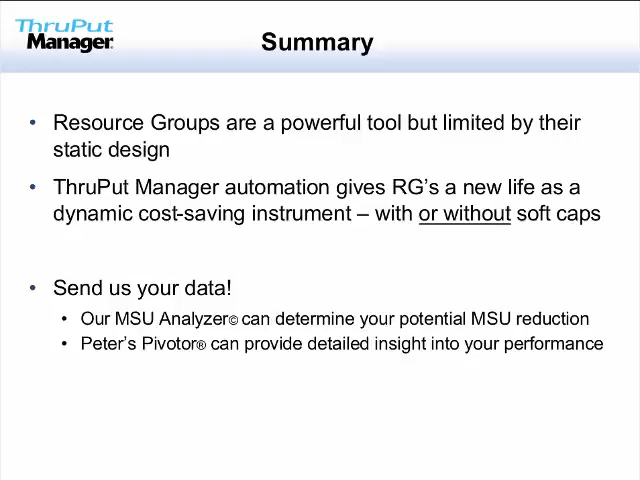 ThruPut
Manager
Summary
• Resource Groups are a powerful tool but limited by their
static design
• ThruPut Manager automation gives RG's a new life as a
dynamic cost-saving instrument – with or without soft caps
• Send us your data!
• Our MSU Analyzer© can determine your potential MSU reduction
• Peter's Pivotor® can provide detailed insight into your performance